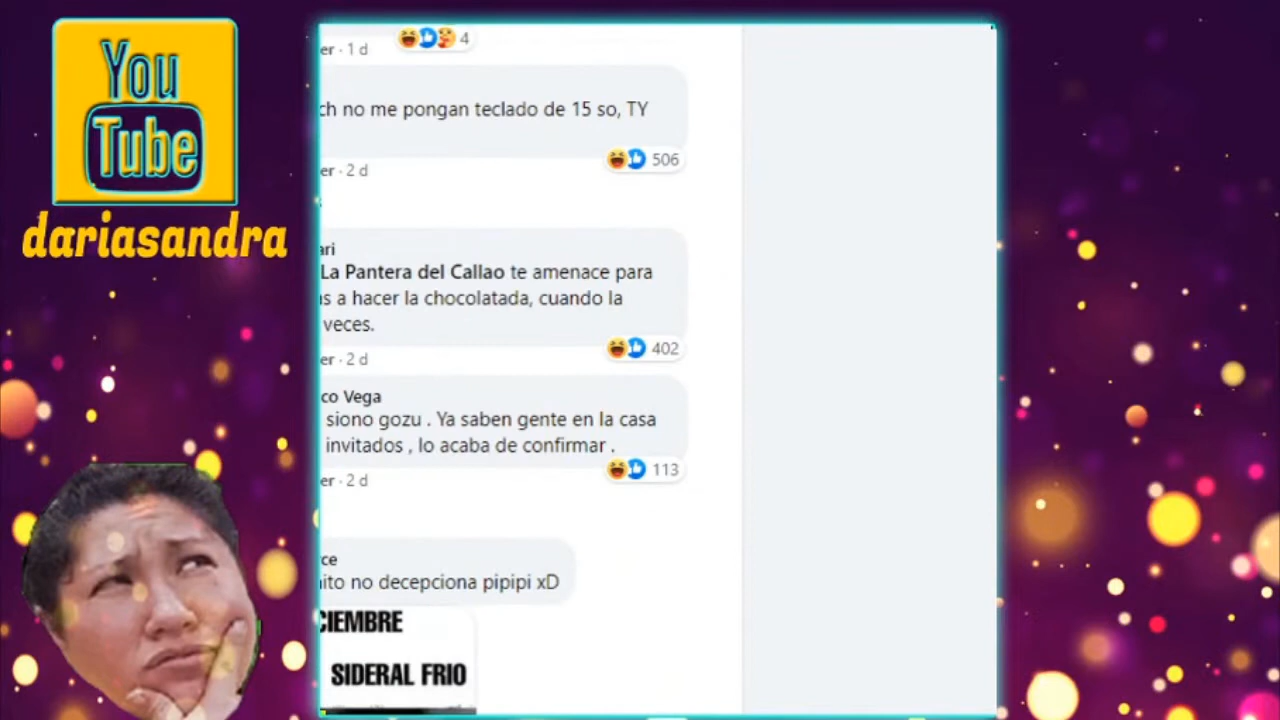 You
Tube
dariasandra
er · 1 d
4
ch no me pongan teclado de 15 so, TY
506
er · 2 d
ari
La Pantera del Callao te amenace para
s a hacer la chocolatada, cuando la
veces.
402
er · 2 d
co Vega
siono gozu . Ya saben gente en la casa
invitados , lo acaba de confirmar .
113
er · 2 d
ce
ito no decepciona pipipi xD
CIEMBRE
SIDERAL FRIO